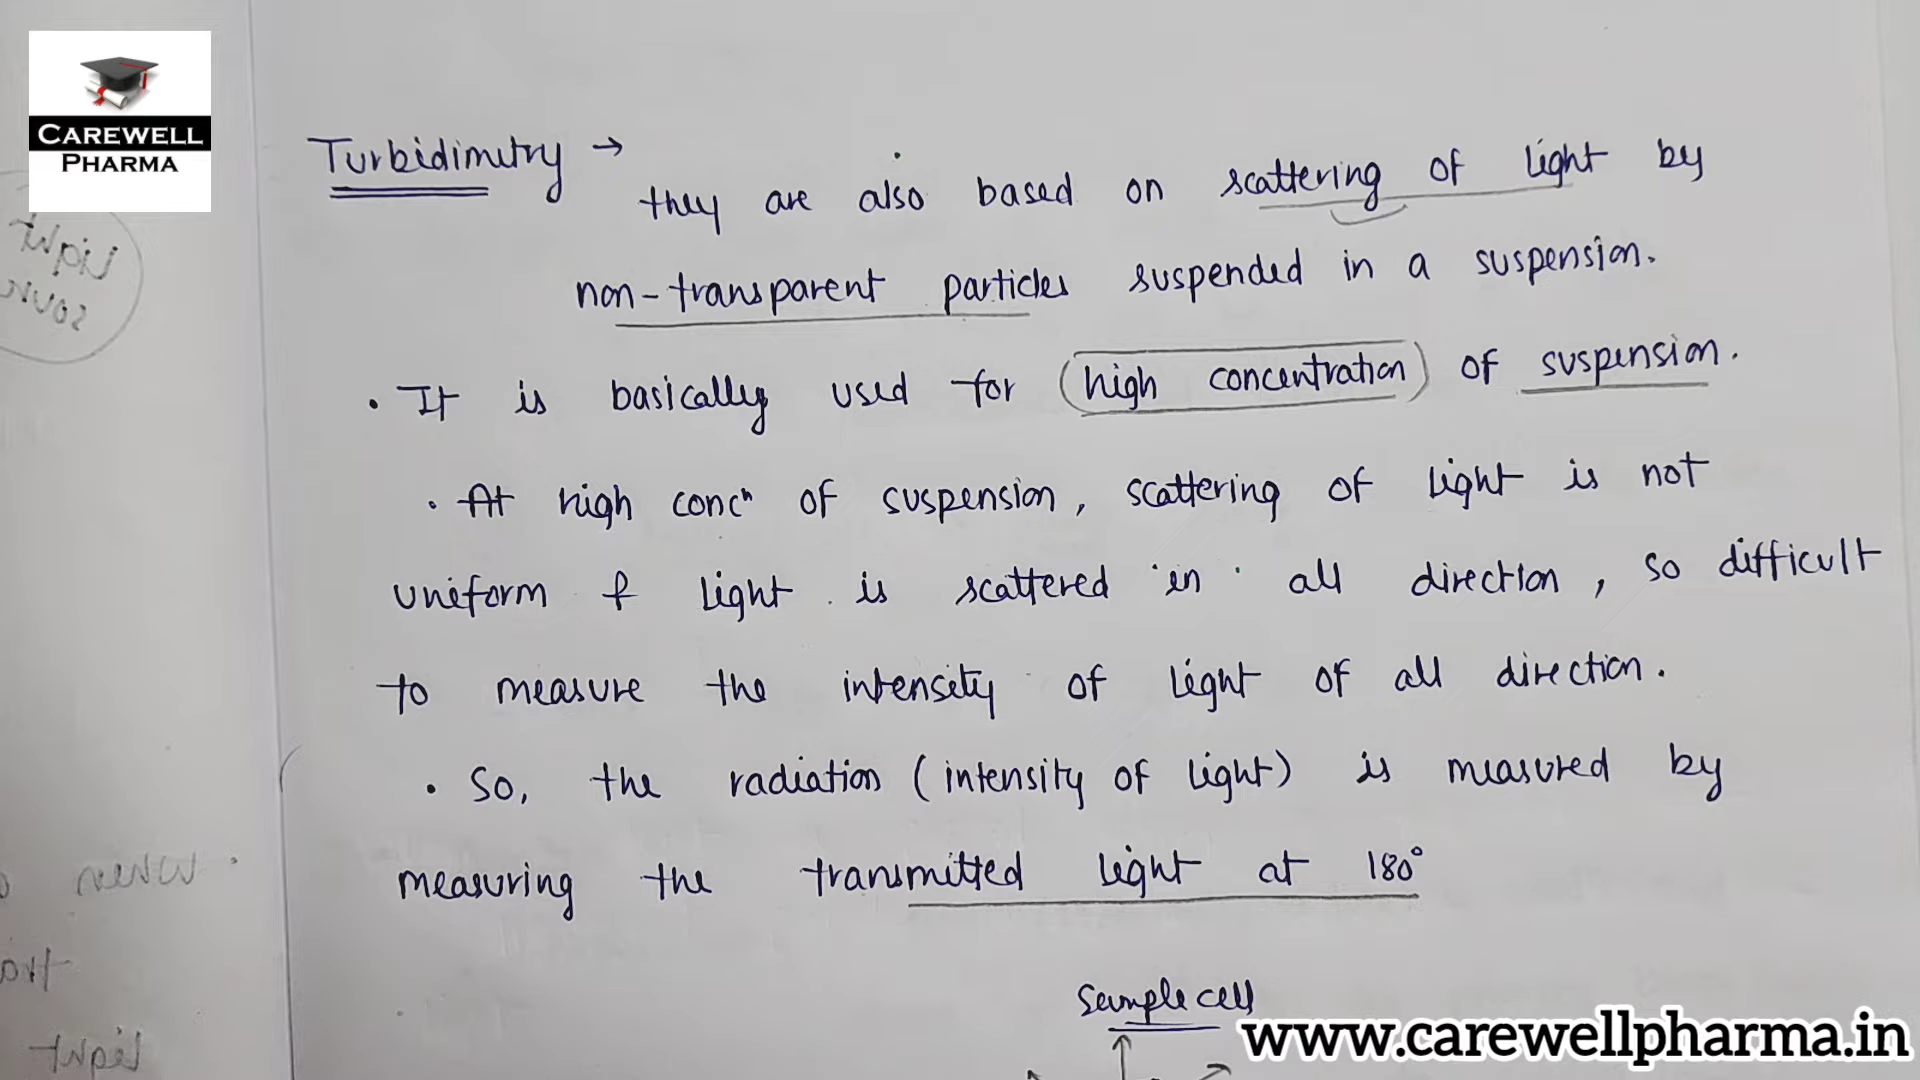 CAREWELL
PHARMA
Turbidimetry →
they are also based on scattering of light by
non-transparent particles suspended in a suspension.
• It is basically used for (high concentration) of suspension.
• At high concⁿ of suspension, scattering of light is not
uniform & light is scattered in all direction, so difficult
to measure the intensity of light of all direction.
• So, the radiation (intensity of light) is measured by
measuring the transmitted light at 180°
Sample cell
www.carewellpharma.in